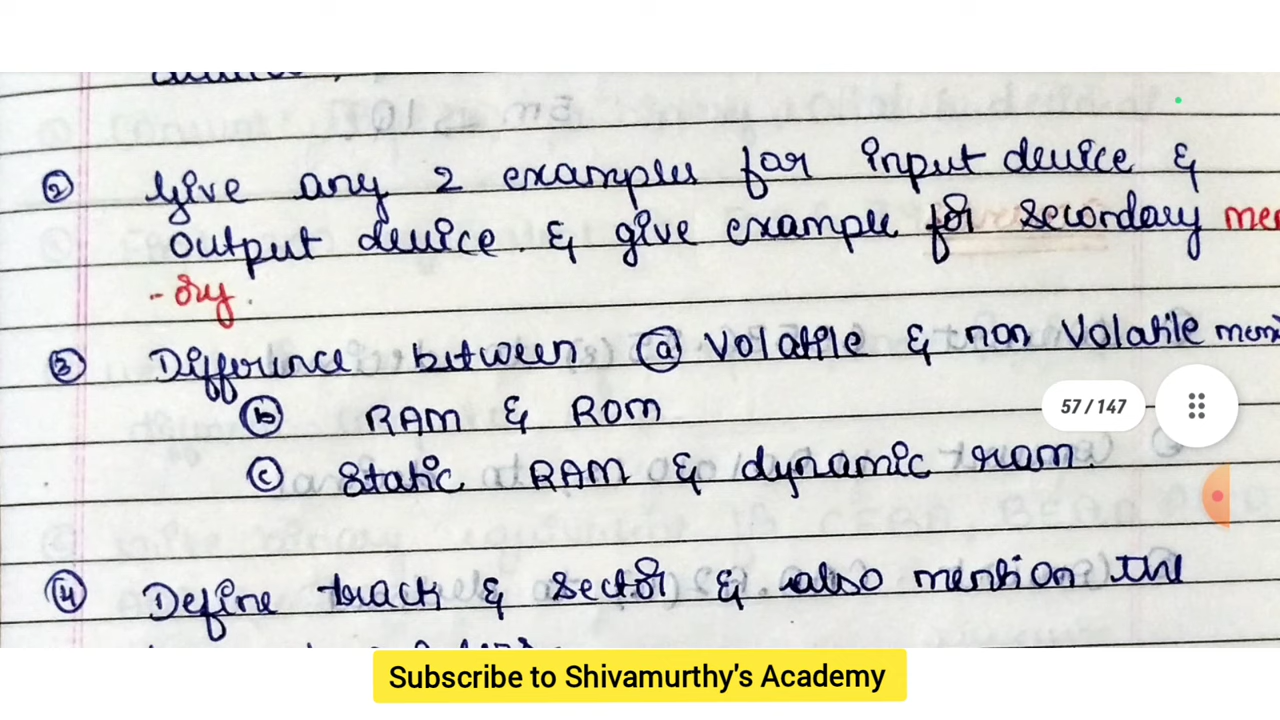 ② Give any 2 examples for input device &
output device & give example for secondary mem
- ory.
③ Difference between ⓐ Volatile & non Volatile mem
ⓑ RAM & ROM
57/147
ⓒ Static RAM & dynamic ram.
④ Define track & sector & also mention the
Subscribe to Shivamurthy's Academy